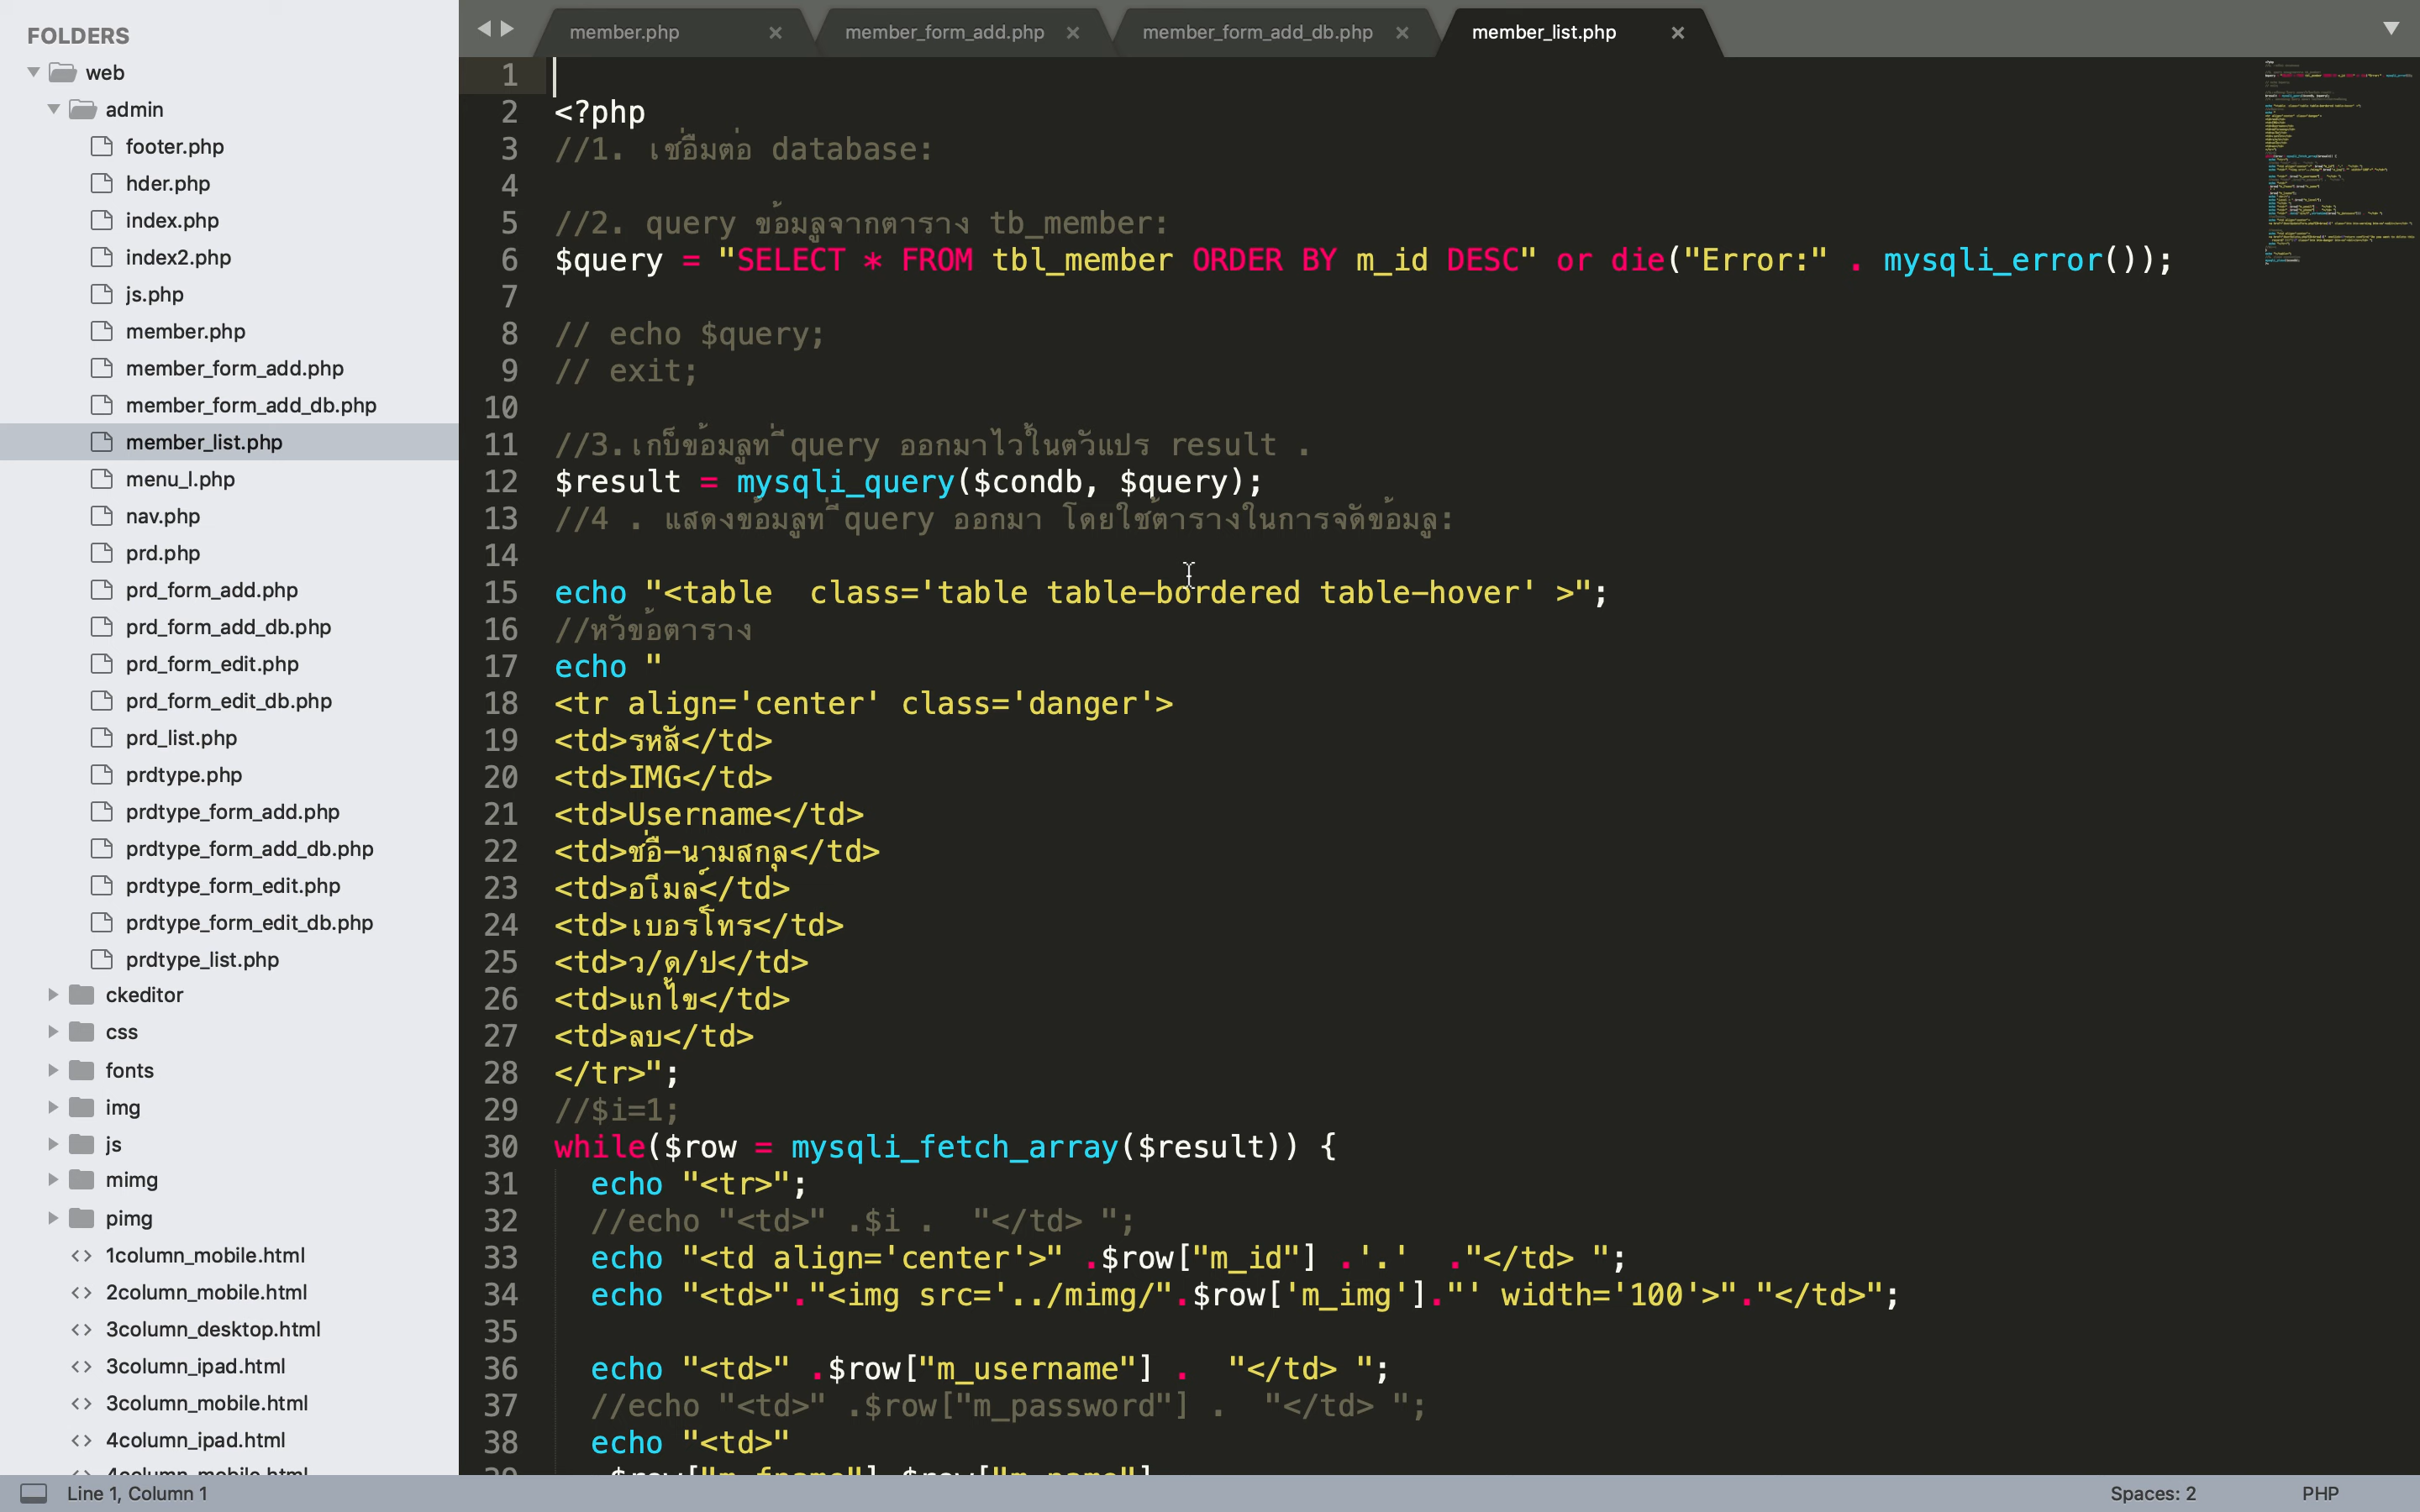 FOLDERS
web
admin
footer.php
hder.php
index.php
index2.php
js.php
member.php
member_form_add.php
member_form_add_db.php
member_list.php
menu_l.php
nav.php
prd.php
prd_form_add.php
prd_form_add_db.php
prd_form_edit.php
prd_form_edit_db.php
prd_list.php
prdtype.php
prdtype_form_add.php
prdtype_form_add_db.php
prdtype_form_edit.php
prdtype_form_edit_db.php
prdtype_list.php
ckeditor
css
fonts
img
js
mimg
pimg
1column_mobile.html
2column_mobile.html
3column_desktop.html
3column_ipad.html
3column_mobile.html
4column_ipad.html
4column_mobile.html
member.php × member_form_add.php × member_form_add_db.php × member_list.php ×
1
2 <?php
3 //1. เชื่อมต่อ database:
4
5 //2. query ข้อมูลจากตาราง tb_member:
6 $query = "SELECT * FROM tbl_member ORDER BY m_id DESC" or die("Error:" . mysqli_error());
7
8 // echo $query;
9 // exit;
10
11 //3.เก็บข้อมูลที่ query ออกมาไว้ในตัวแปร result .
12 $result = mysqli_query($condb, $query);
13 //4 . แสดงข้อมูลที่ query ออกมา โดยใช้ตารางในการจัดข้อมูล:
14
15 echo "<table  class='table table-bordered table-hover' >";
16 //หัวข้อตาราง
17 echo "
18 <tr align='center' class='danger'>
19 <td>รหัส</td>
20 <td>IMG</td>
21 <td>Username</td>
22 <td>ชื่อ-นามสกุล</td>
23 <td>อีเมล์</td>
24 <td>เบอร์โทร</td>
25 <td>ว/ด/ป</td>
26 <td>แก้ไข</td>
27 <td>ลบ</td>
28 </tr>";
29 //$i=1;
30 while($row = mysqli_fetch_array($result)) {
31 echo "<tr>";
32 //echo "<td>" .$i .  "</td> ";
33 echo "<td align='center'>" .$row["m_id"] .'.'  ."</td> ";
34 echo "<td>"."<img src='../mimg/".$row['m_img']."' width='100'>"."</td>";
35
36 echo "<td>" .$row["m_username"] .  "</td> ";
37 //echo "<td>" .$row["m_password"] .  "</td> ";
38 echo "<td>"
39 .$row["m_fname"].$row["m_name"]
Line 1, Column 1 Spaces: 2 PHP